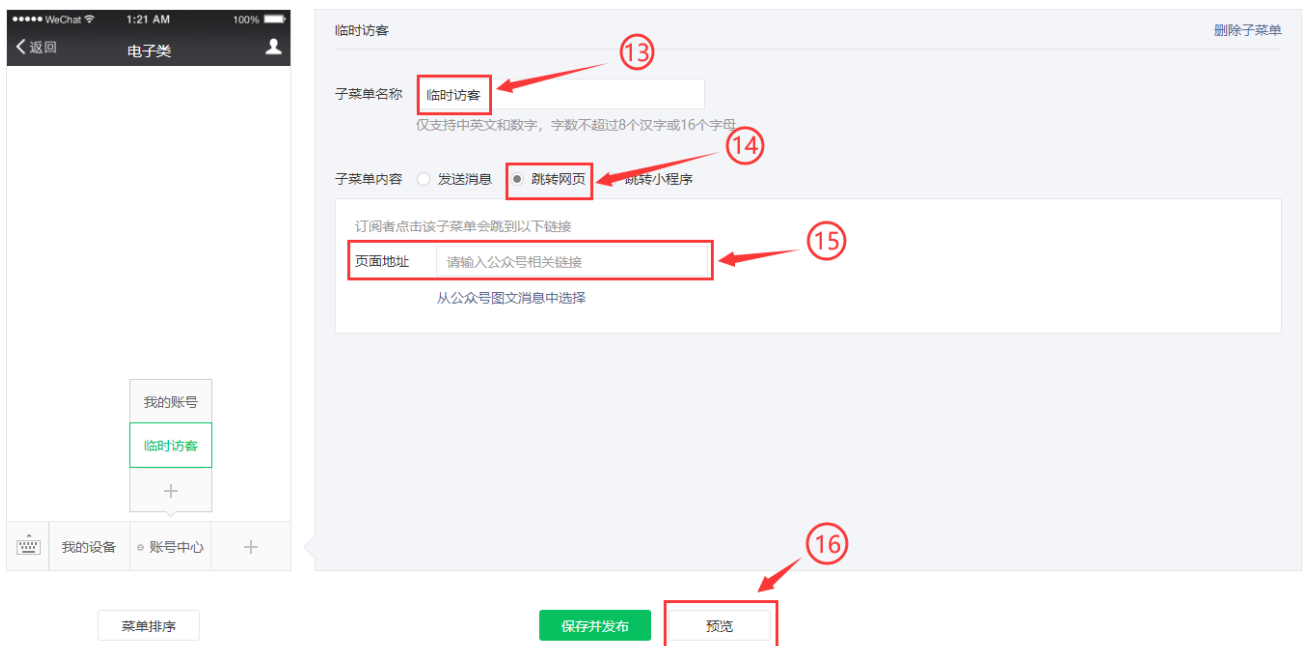 ●●●●● WeChat 1:21 AM 100%
返回 电子类
临时访客 删除子菜单
⑬
子菜单名称 临时访客
仅支持中英文和数字，字数不超过8个汉字或16个字母
⑭
子菜单内容 发送消息 跳转网页 跳转小程序
订阅者点击该子菜单会跳到以下链接
⑮
页面地址 请输入公众号相关链接
从公众号图文消息中选择
我的账号
临时访客
+
我的设备 账号中心 +
⑯
菜单排序 保存并发布 预览